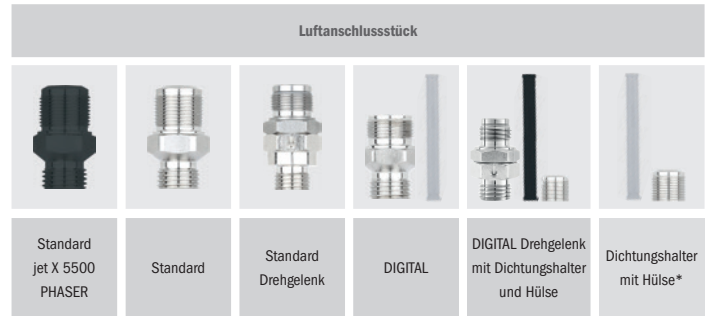 Luftanschlussstück
Standard
jet X 5500
PHASER
Standard
Standard
Drehgelenk
DIGITAL
DIGITAL Drehgelenk
mit Dichtungshalter
und Hülse
Dichtungshalter
mit Hülse*